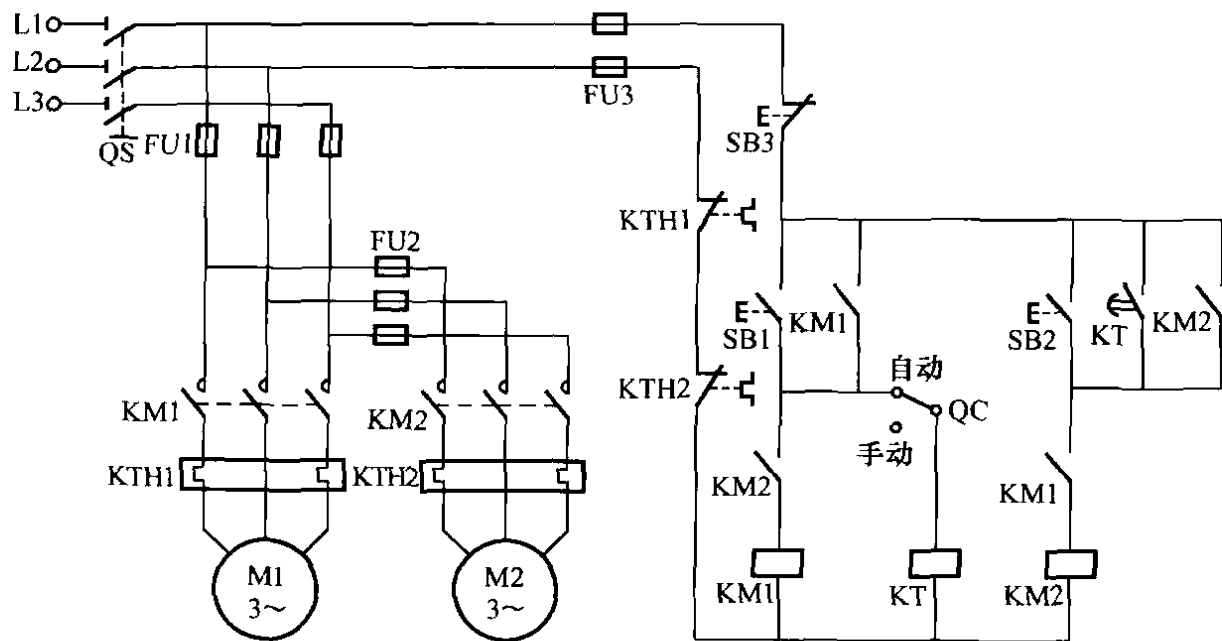 L1
L2
L3
QS
FU1
FU3
SB3
KTH1
FU2
SB1
KM1
SB2
KT
KM2
KTH2
自动
QC
手动
KM1
KM2
KM2
KM1
KTH1
KTH2
M1
3~
M2
3~
KM1
KT
KM2